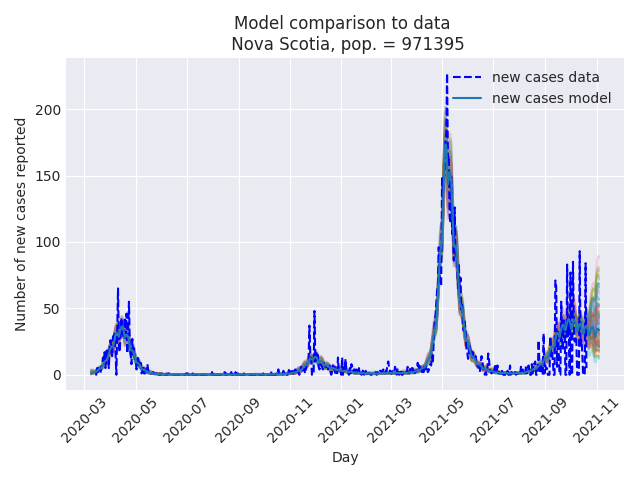 Model comparison to data
Nova Scotia, pop. = 971395
new cases data
new cases model
Number of new cases reported
200
150
100
50
0
2020-03
2020-05
2020-07
2020-09
2020-11
2021-01
2021-03
2021-05
2021-07
2021-09
2021-11
Day